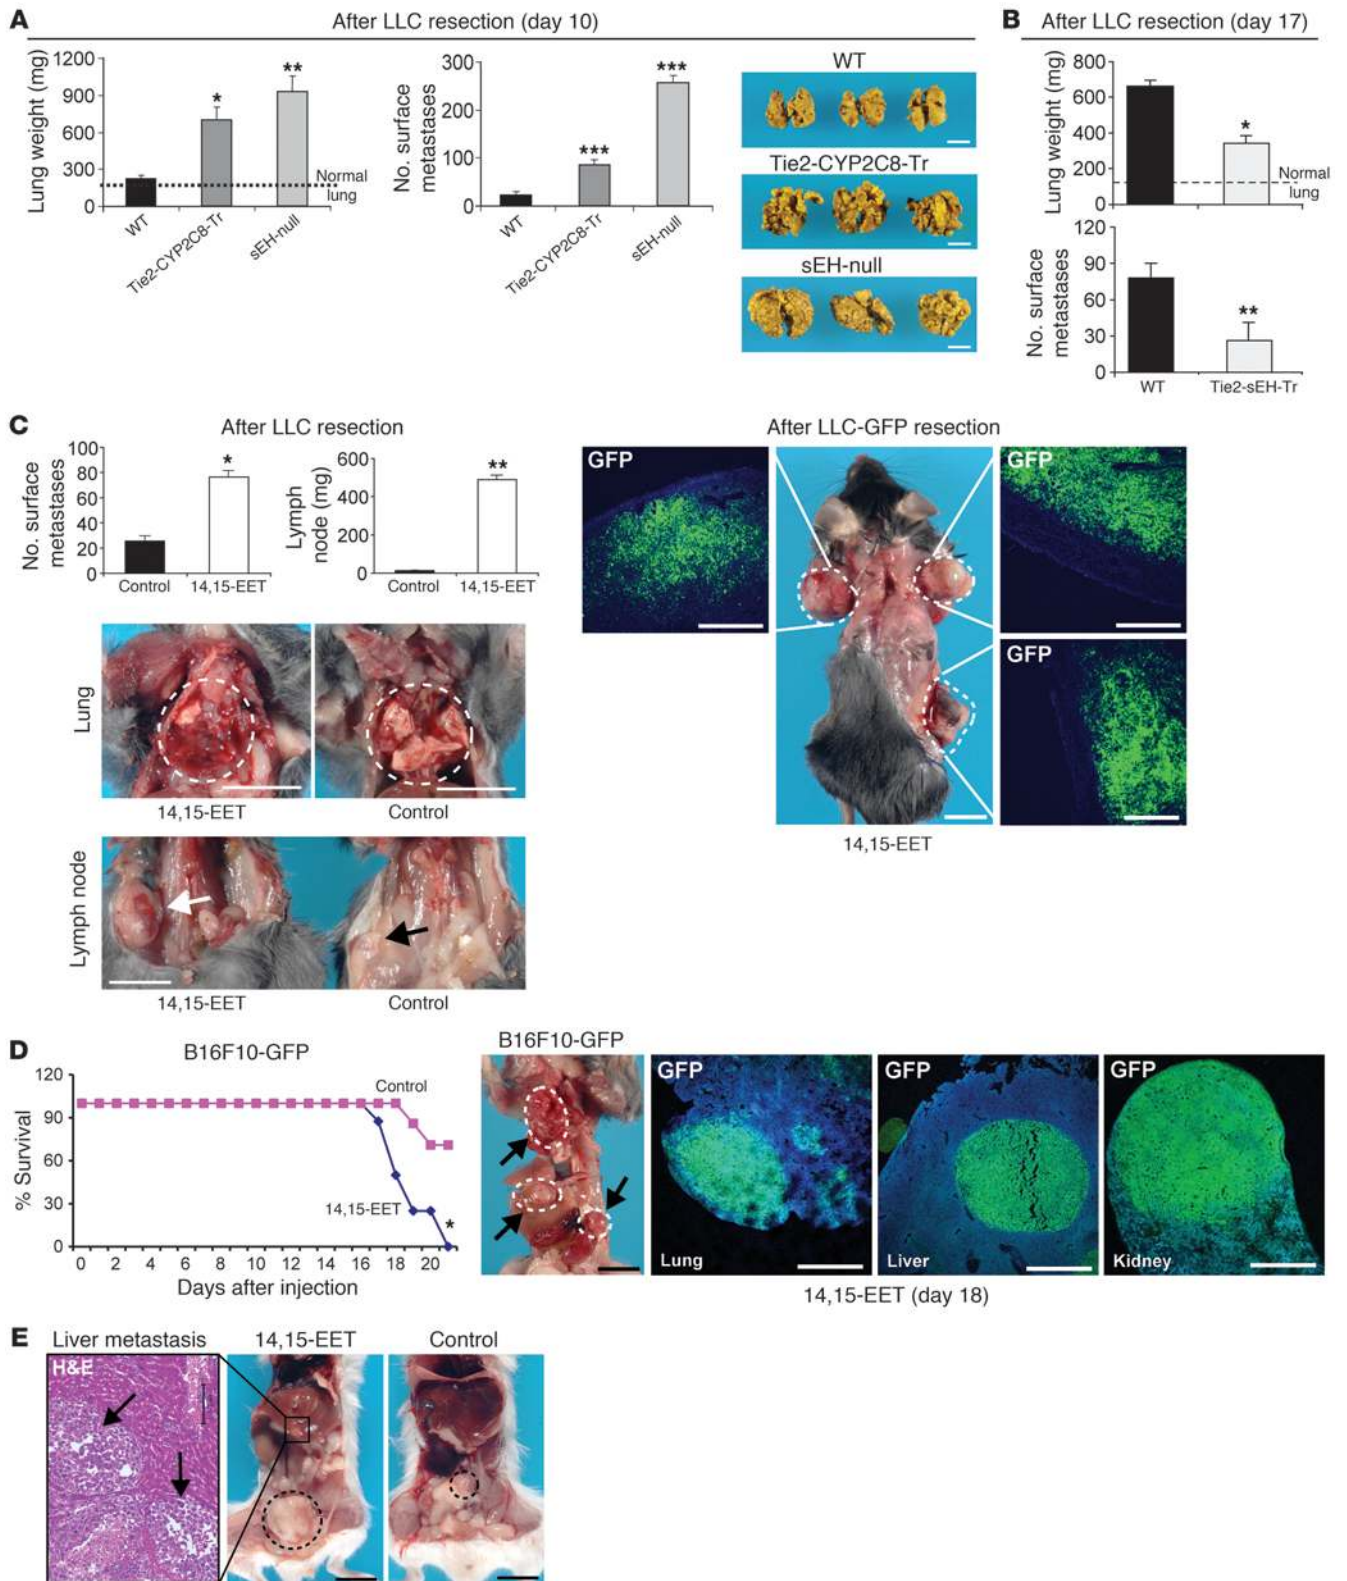 A
After LLC resection (day 10)
Lung weight (mg)
1200
900
600
300
0
*
**
Normal
lung
WT
Tie2-CYP2C8-Tr
sEH-null
No. surface
metastases
300
200
100
0
***
***
WT
Tie2-CYP2C8-Tr
sEH-null
WT
Tie2-CYP2C8-Tr
sEH-null
B
After LLC resection (day 17)
Lung weight (mg)
800
600
400
200
0
*
Normal
lung
No. surface
metastases
120
90
60
30
0
**
WT
Tie2-sEH-Tr
C
After LLC resection
No. surface
metastases
100
80
60
40
20
0
*
Control
14,15-EET
Lymph
node (mg)
600
400
200
0
**
Control
14,15-EET
Lung
14,15-EET
Control
Lymph node
14,15-EET
Control
After LLC-GFP resection
GFP
GFP
GFP
14,15-EET
D
B16F10-GFP
% Survival
120
90
60
30
0
Control
14,15-EET
*
0 2 4 6 8 10 12 14 16 18 20
Days after injection
B16F10-GFP
GFP
Lung
GFP
Liver
GFP
Kidney
14,15-EET (day 18)
E
Liver metastasis
14,15-EET
Control
H&E